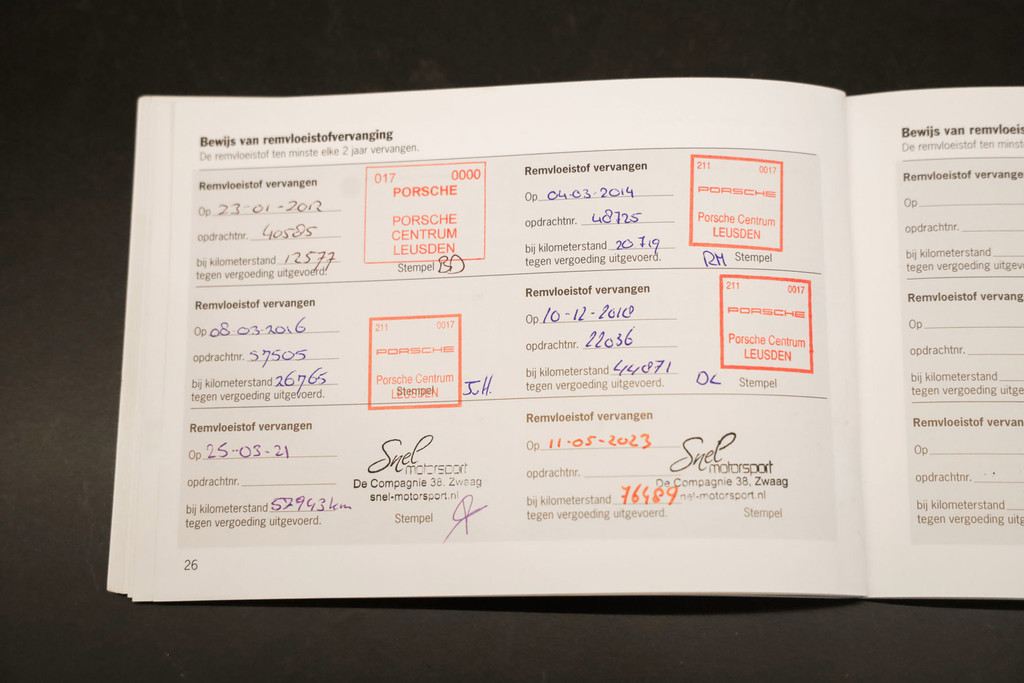 Bewijs van remvloeistofvervanging
De remvloeistof ten minste elke 2 jaar vervangen.
Remvloeistof vervangen
Op 23-01-2012
opdrachtnr. 40585
bij kilometerstand 12577
tegen vergoeding uitgevoerd.
017 0000
PORSCHE
PORSCHE
CENTRUM
LEUSDEN
Stempel BD
Remvloeistof vervangen
Op 04-03-2014
opdrachtnr. 48725
bij kilometerstand 20719
tegen vergoeding uitgevoerd.
211 0017
PORSCHE
Porsche Centrum
LEUSDEN
RM Stempel
Remvloeistof vervangen
Op 08-03-2016
opdrachtnr. 57505
bij kilometerstand 26765
tegen vergoeding uitgevoerd.
211 0017
PORSCHE
Porsche Centrum
LEUSDEN
Stempel
Remvloeistof vervangen
Op 10-12-2018
opdrachtnr. 22036
bij kilometerstand 44871
tegen vergoeding uitgevoerd.
211 0017
PORSCHE
Porsche Centrum
LEUSDEN
Stempel
Remvloeistof vervangen
Op 25-03-21
opdrachtnr.
bij kilometerstand 57943 km
tegen vergoeding uitgevoerd.
Snel
motorsport
De Compagnie 38, Zwaag
snel-motorsport.nl
Stempel
Remvloeistof vervangen
Op 11-05-2023
opdrachtnr.
bij kilometerstand 76489
tegen vergoeding uitgevoerd.
Snel
motorsport
De Compagnie 38, Zwaag
snel-motorsport.nl
Stempel
26
Bewijs van remvloeis
De remvloeistof ten minst
Remvloeistof vervange
Op
opdrachtnr.
bij kilometerstand
tegen vergoeding uitgevoe
Remvloeistof vervang
Op
opdrachtnr.
bij kilometerstand
tegen vergoeding uitge
Remvloeistof vervan
Op
opdrachtnr.
bij kilometerstand
tegen vergoeding uitg